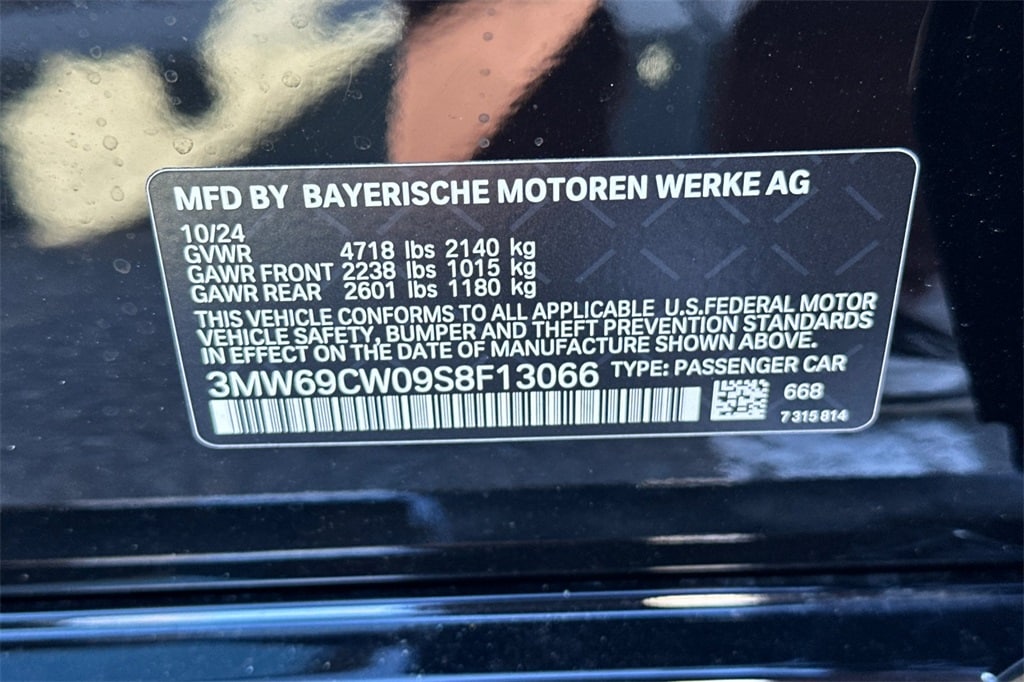 MFD BY BAYERISCHE MOTOREN WERKE AG
10/24
GVWR 4718 lbs 2140 kg
GAWR FRONT 2238 lbs 1015 kg
GAWR REAR 2601 lbs 1180 kg
THIS VEHICLE CONFORMS TO ALL APPLICABLE U.S.FEDERAL MOTOR
VEHICLE SAFETY, BUMPER AND THEFT PREVENTION STANDARDS
IN EFFECT ON THE DATE OF MANUFACTURE SHOWN ABOVE.
3MW69CW09S8F13066 TYPE: PASSENGER CAR
668
7 315 814